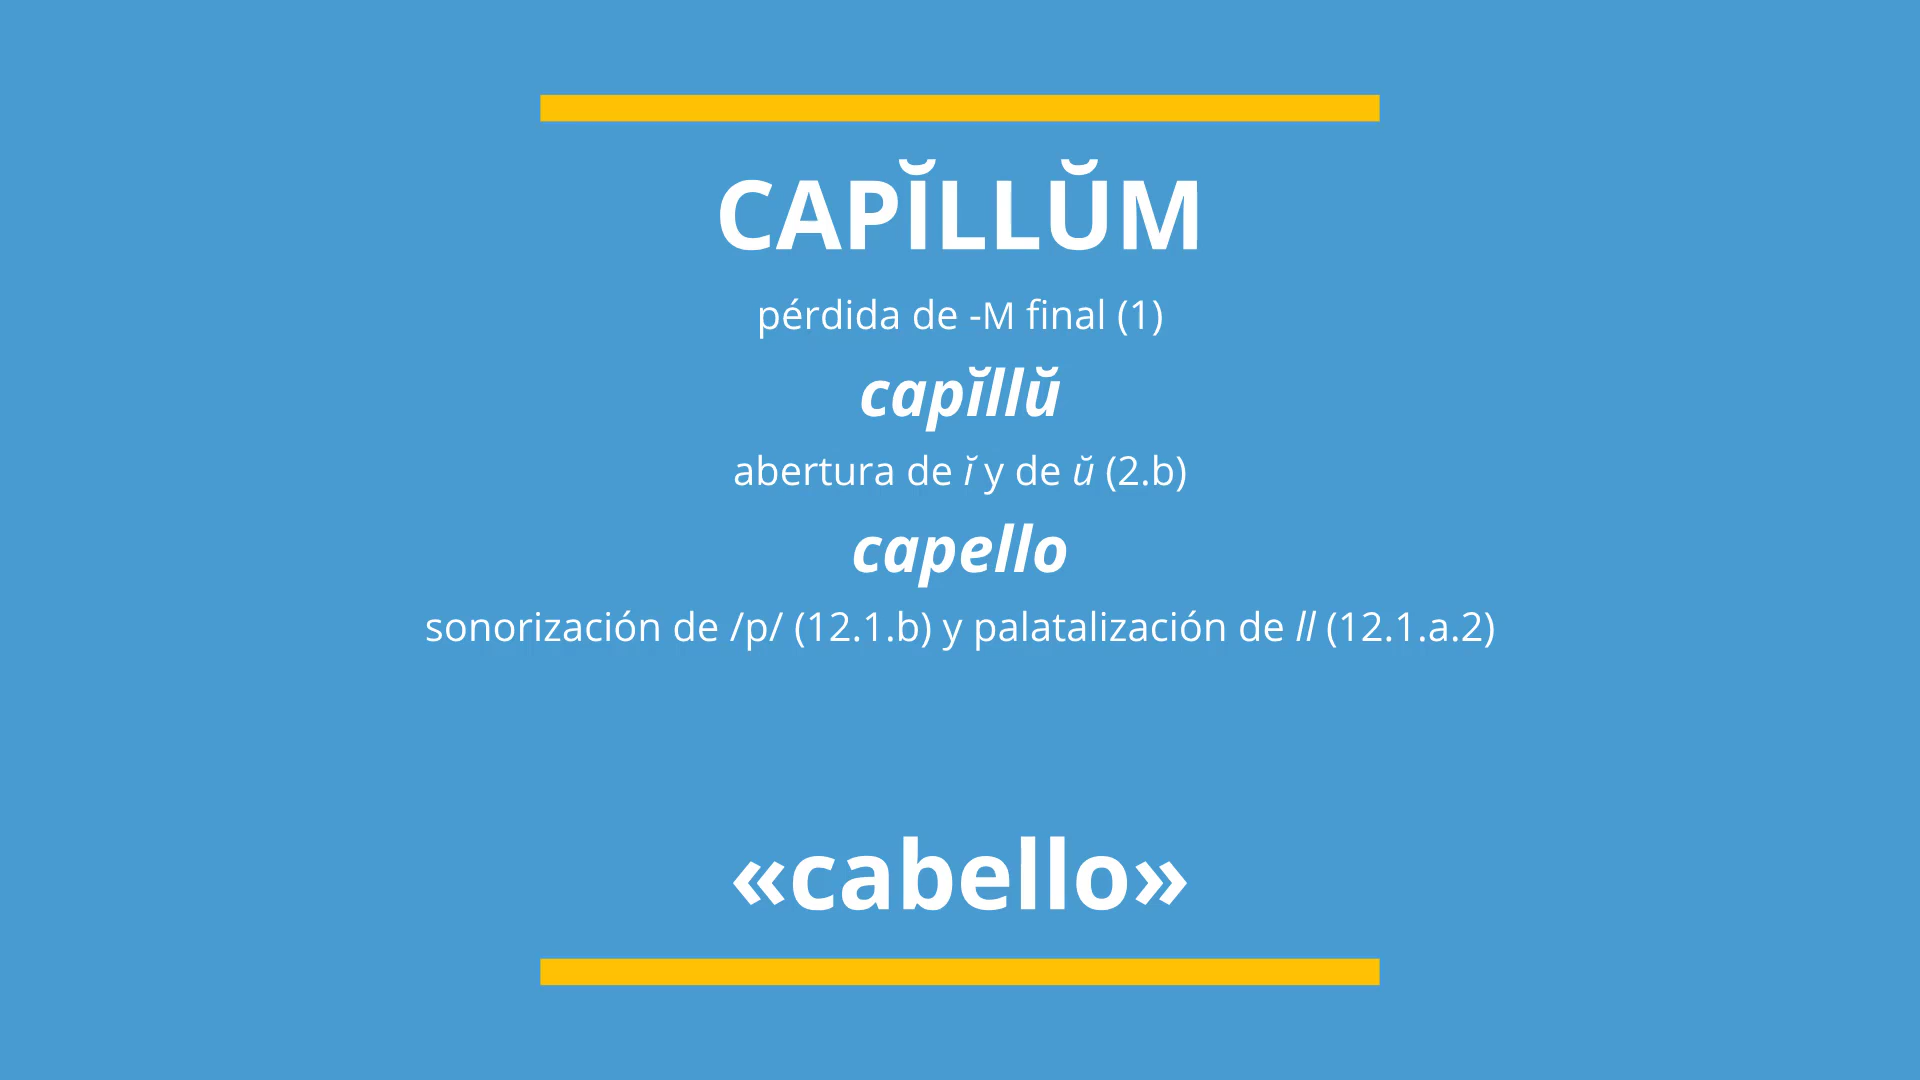 CAPĬLLŬM
pérdida de -M final (1)
capĭllŭ
abertura de ĭ y de ŭ (2.b)
capello
sonorización de /p/ (12.1.b) y palatalización de ll (12.1.a.2)
«cabello»